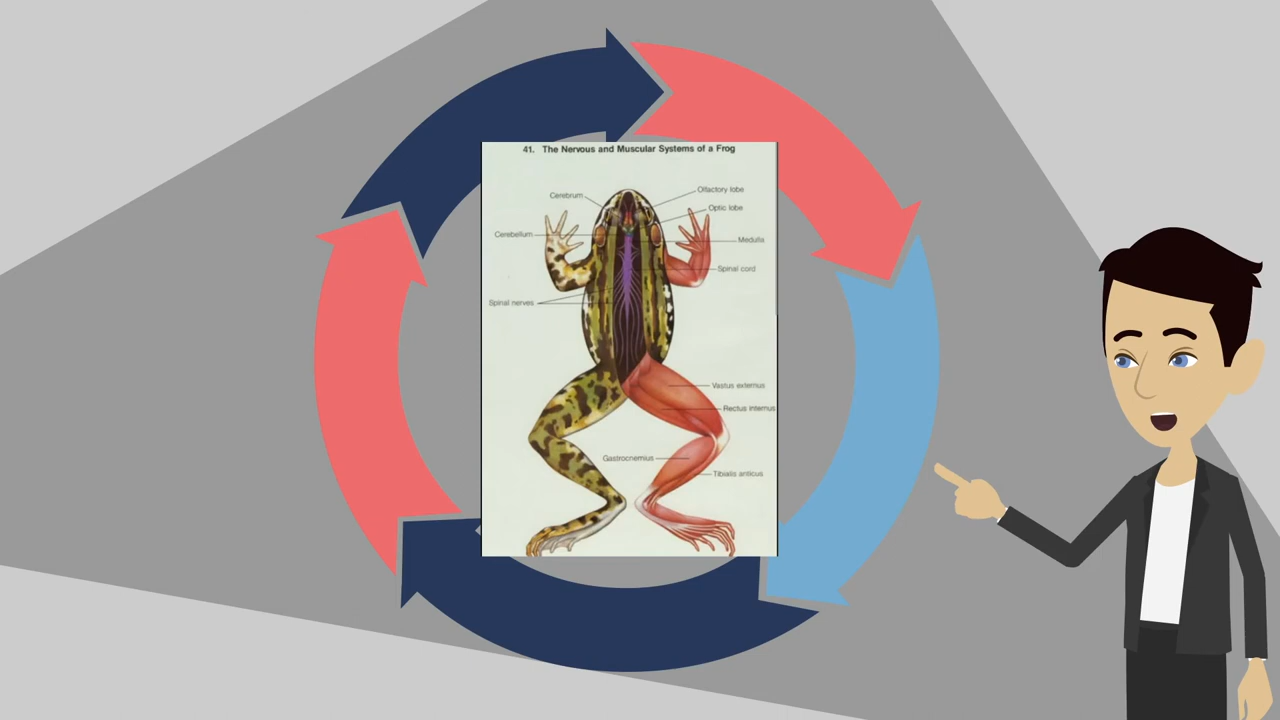 41. The Nervous and Muscular Systems of a Frog
Cerebrum
Olfactory lobe
Optic lobe
Cerebellum
Medulla
Spinal cord
Spinal nerves
Vastus externus
Rectus internus
Gastrocnemius
Tibialis anticus